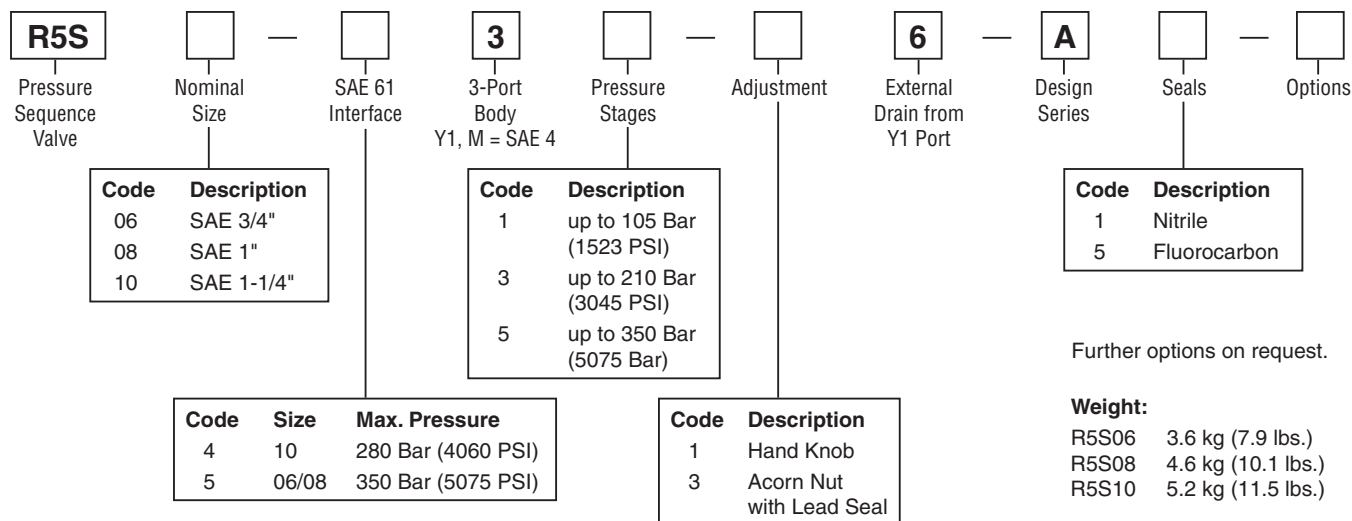 R5S — 3 — 6 — A —
Pressure Sequence Valve
Nominal Size
SAE 61 Interface
3-Port Body Y1, M = SAE 4
Pressure Stages
Adjustment
External Drain from Y1 Port
Design Series
Seals
Options
Code Description
06 SAE 3/4"
08 SAE 1"
10 SAE 1-1/4"
Code Description
1 up to 105 Bar
(1523 PSI)
3 up to 210 Bar
(3045 PSI)
5 up to 350 Bar
(5075 Bar)
Code Description
1 Nitrile
5 Fluorocarbon
Further options on request.
Code Size Max. Pressure
4 10 280 Bar (4060 PSI)
5 06/08 350 Bar (5075 PSI)
Code Description
1 Hand Knob
3 Acorn Nut
with Lead Seal
Weight:
R5S06 3.6 kg (7.9 lbs.)
R5S08 4.6 kg (10.1 lbs.)
R5S10 5.2 kg (11.5 lbs.)